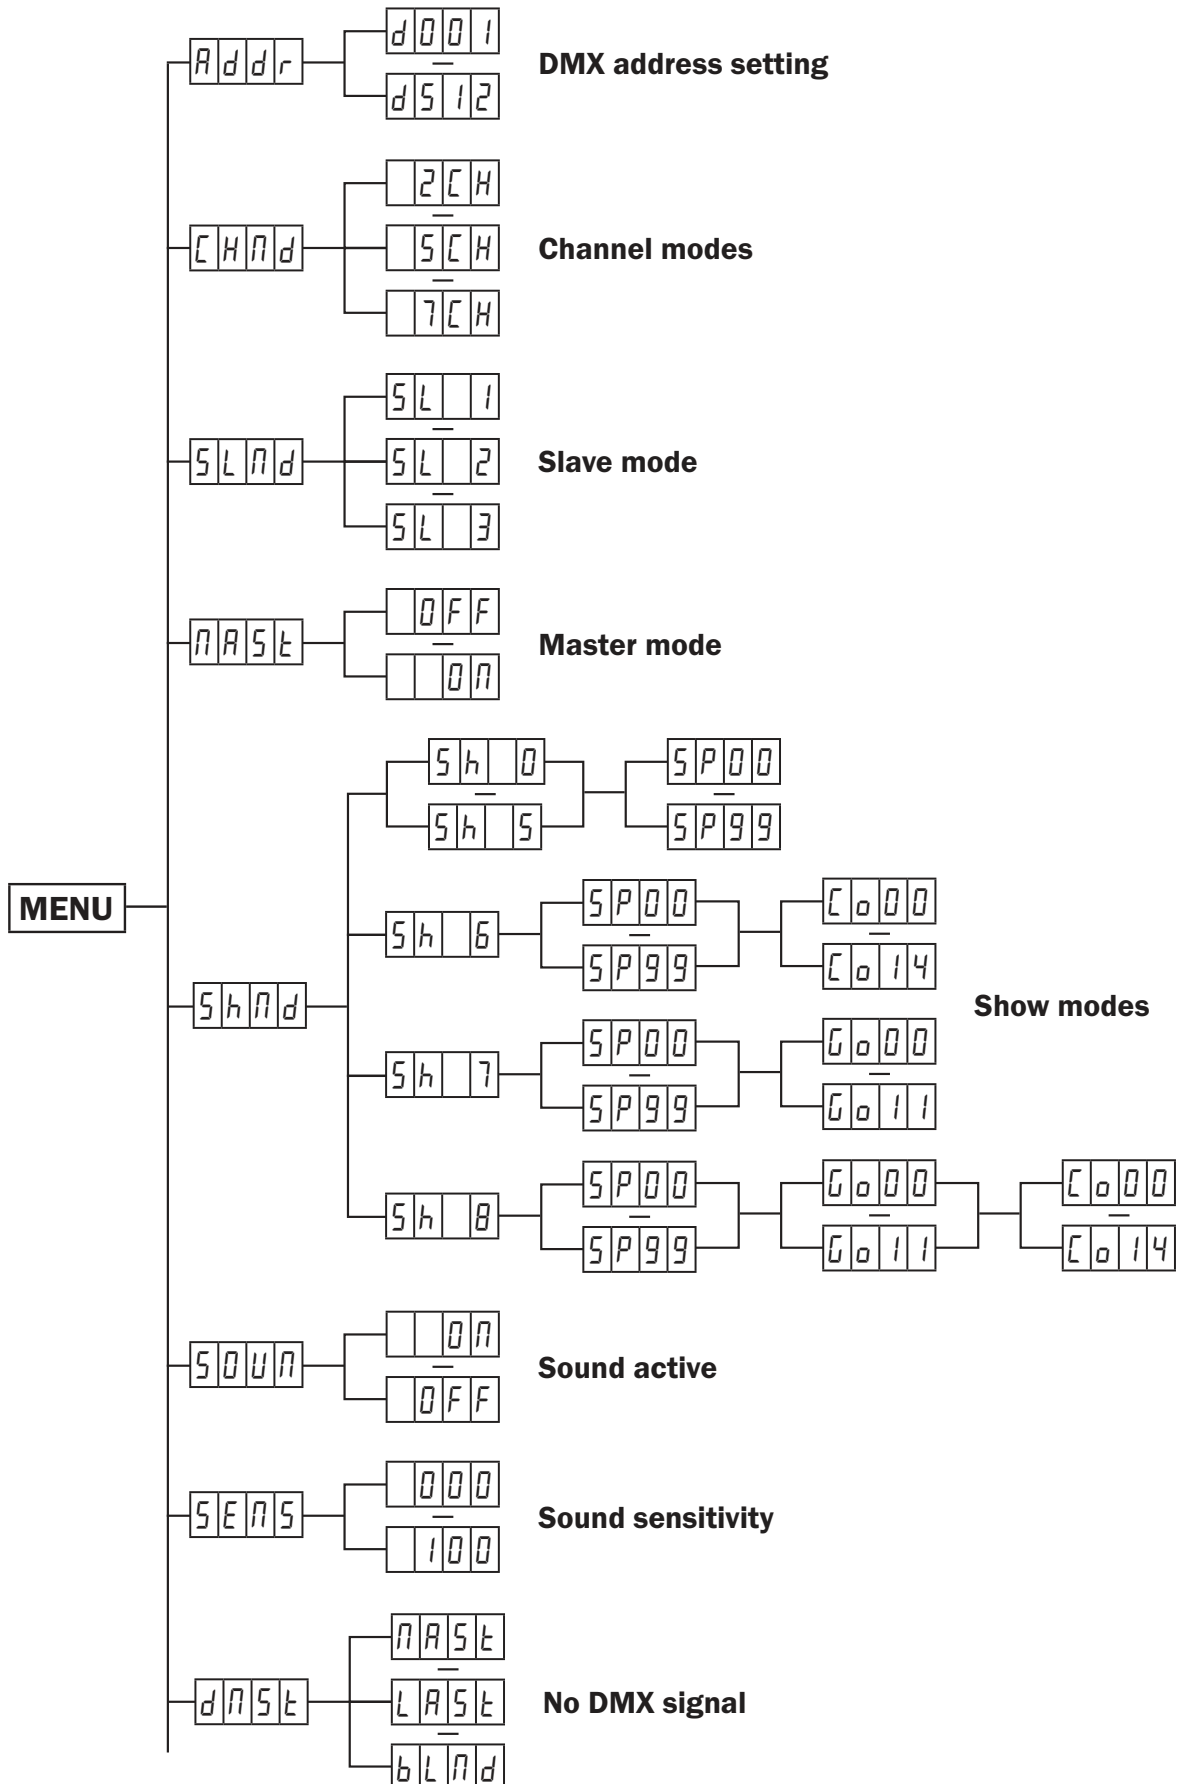 d001
Addr
DMX address setting
d512
2CH
CHMd
5CH
Channel modes
7CH
SL 1
SLMd
SL 2
Slave mode
SL 3
OFF
MASt
Master mode
ON
Sh 0 SP00
Sh 5 SP99
MENU
SP00 Co00
Sh 6
SP99 Co14
ShMd
Show modes
SP00 Go00
Sh 7
SP99 Go11
SP00 Go00 Co00
Sh 8
SP99 Go11 Co14
ON
SOUN
Sound active
OFF
000
SENS
Sound sensitivity
100
MASt
dMSt
LASt
No DMX signal
bLMd